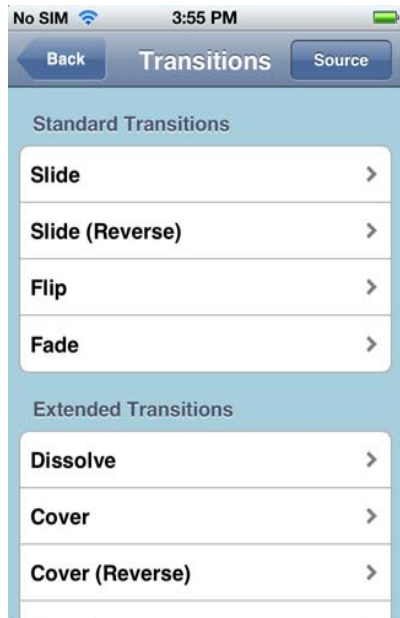 No SIM 3:55 PM
Back Transitions Source
Standard Transitions
Slide
Slide (Reverse)
Flip
Fade
Extended Transitions
Dissolve
Cover
Cover (Reverse)